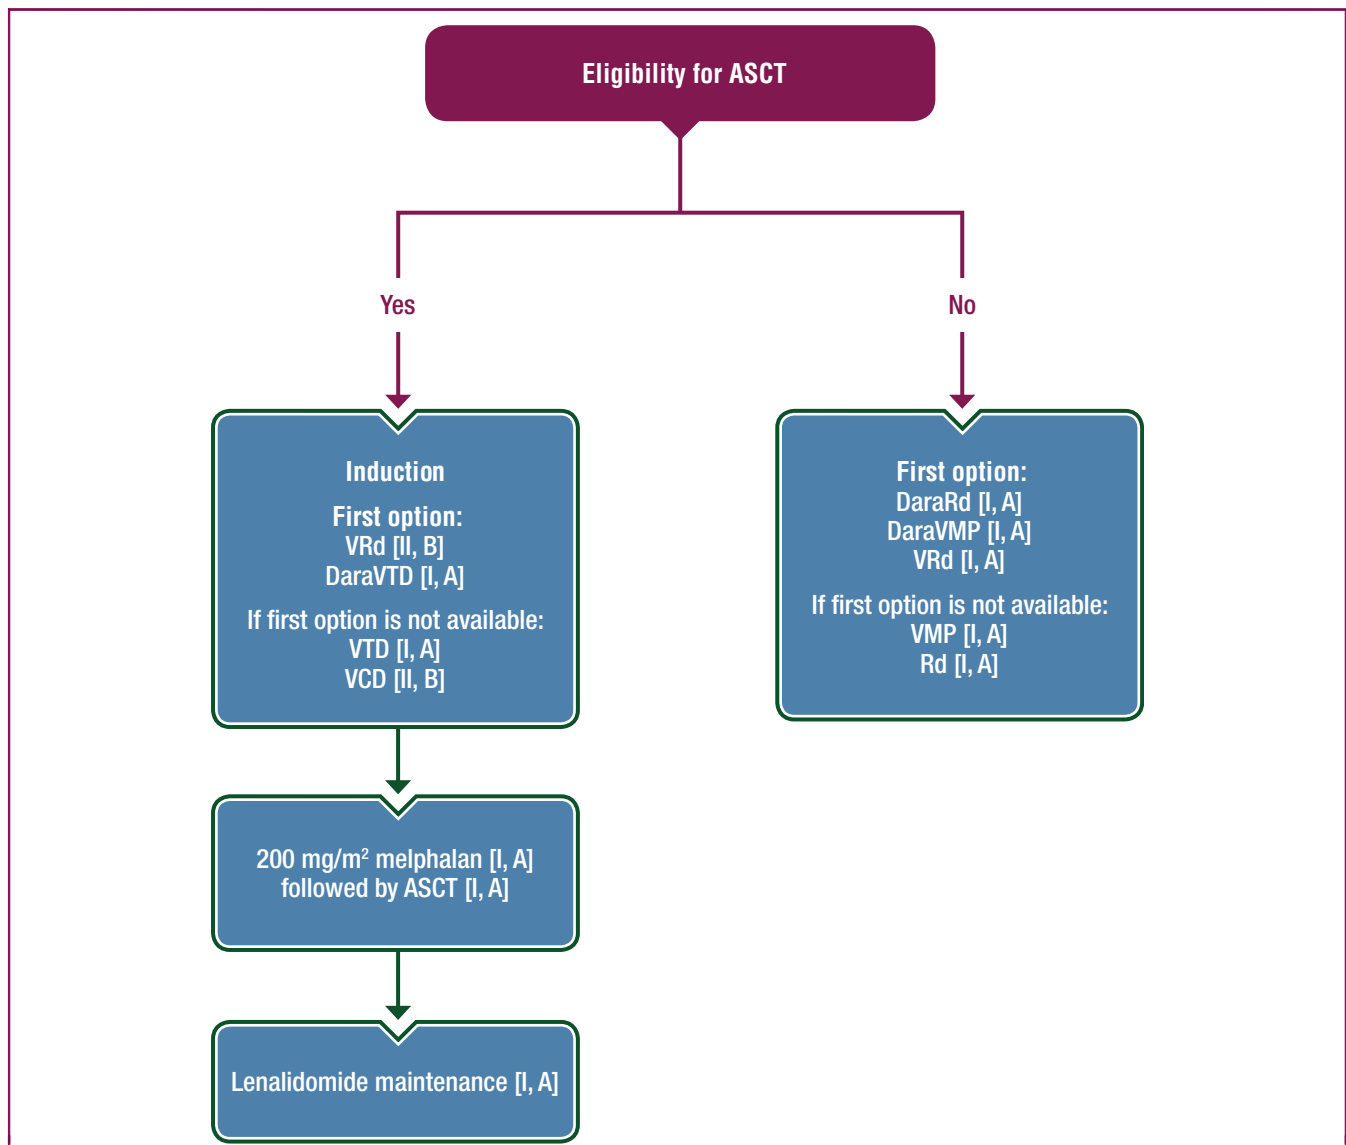 Eligibility for ASCT
Yes
No
Induction
First option:
VRd [II, B]
DaraVTD [I, A]
If first option is not available:
VTD [I, A]
VCD [II, B]
First option:
DaraRd [I, A]
DaraVMP [I, A]
VRd [I, A]
If first option is not available:
VMP [I, A]
Rd [I, A]
200 mg/m² melphalan [I, A]
followed by ASCT [I, A]
Lenalidomide maintenance [I, A]